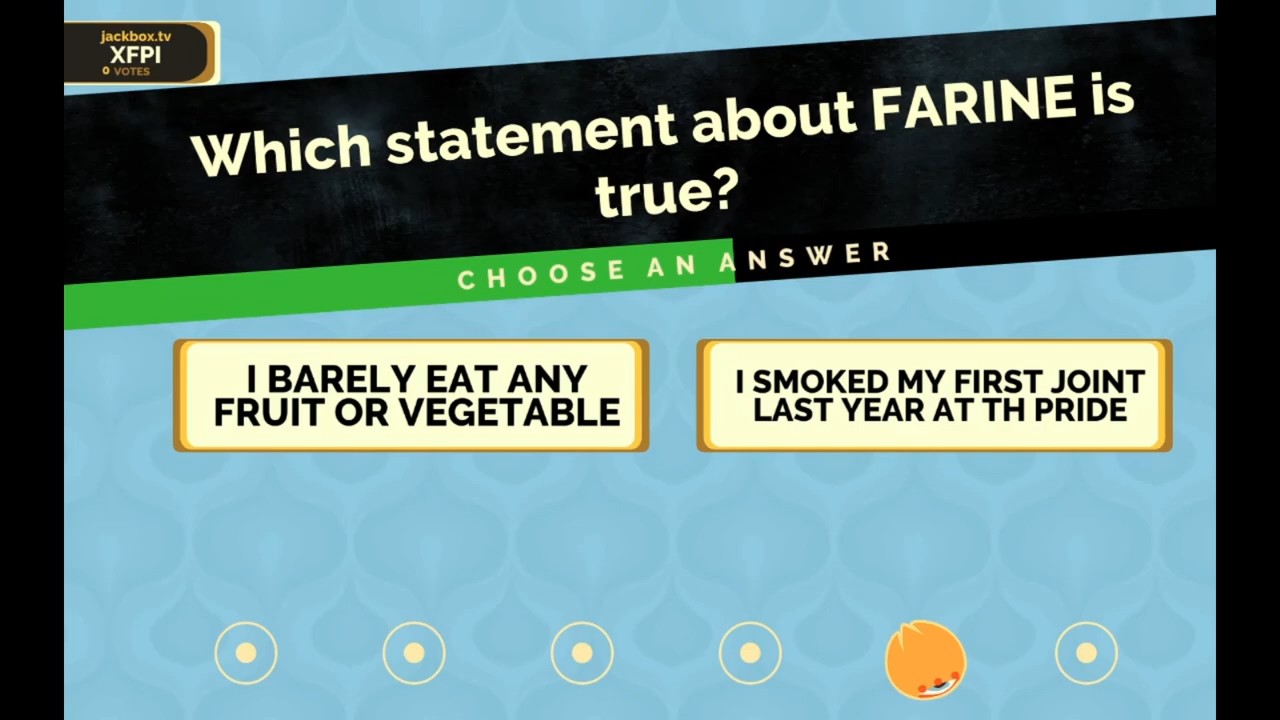 jackbox.tv
XFPI
0 VOTES
Which statement about FARINE is
true?
CHOOSE AN ANSWER
I BARELY EAT ANY
FRUIT OR VEGETABLE
I SMOKED MY FIRST JOINT
LAST YEAR AT TH PRIDE